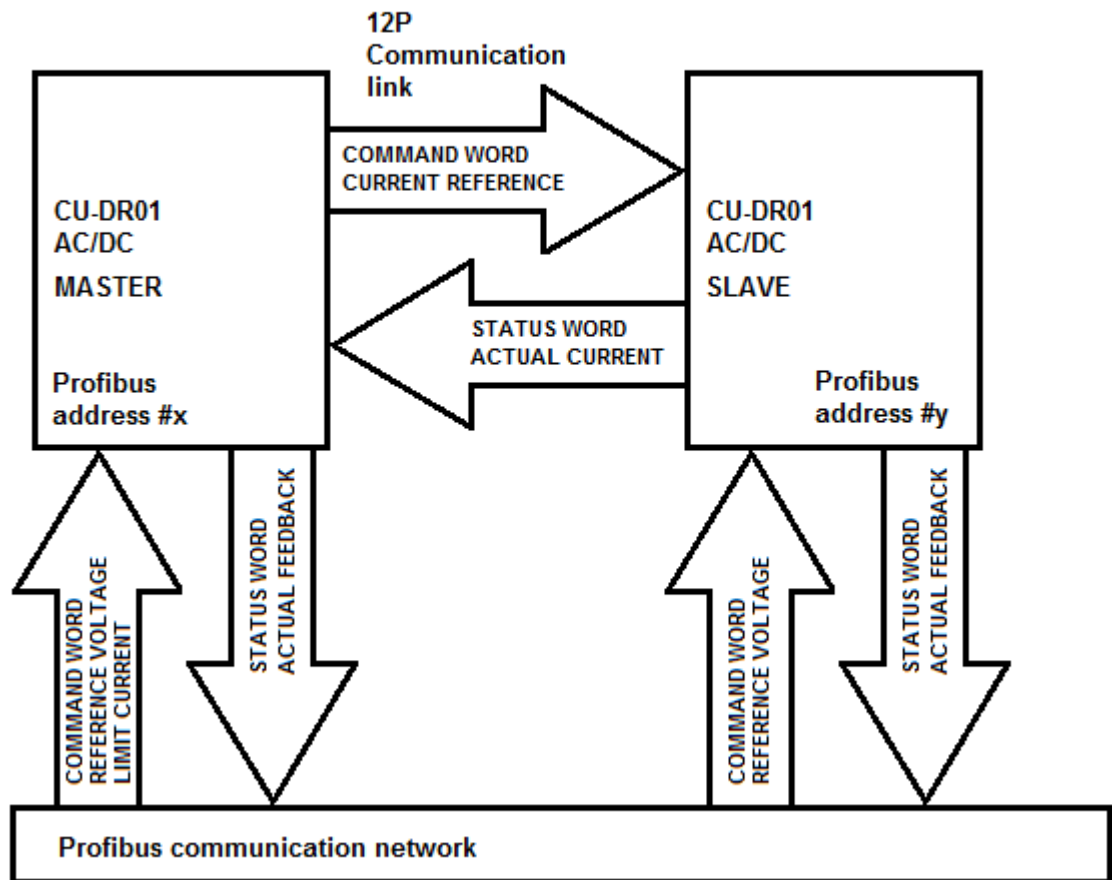 12P
Communication
link
COMMAND WORD
CURRENT REFERENCE
CU-DR01
AC/DC
MASTER
CU-DR01
AC/DC
SLAVE
STATUS WORD
ACTUAL CURRENT
Profibus
address #x
Profibus
address #y
COMMAND WORD
REFERENCE VOLTAGE
LIMIT CURRENT
STATUS WORD
ACTUAL FEEDBACK
COMMAND WORD
REFERENCE VOLTAGE
STATUS WORD
ACTUAL FEEDBACK
Profibus communication network